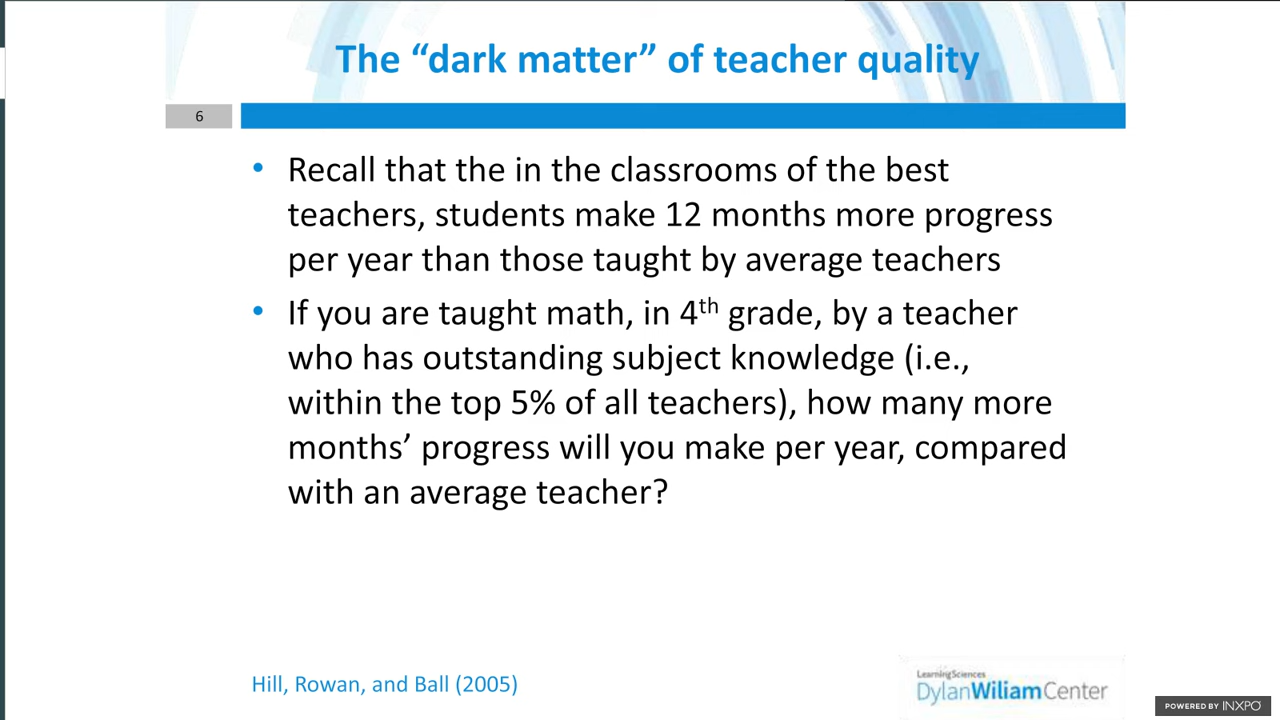 The “dark matter” of teacher quality
6
• Recall that the in the classrooms of the best
teachers, students make 12 months more progress
per year than those taught by average teachers
• If you are taught math, in 4th grade, by a teacher
who has outstanding subject knowledge (i.e.,
within the top 5% of all teachers), how many more
months’ progress will you make per year, compared
with an average teacher?
Hill, Rowan, and Ball (2005)
LearningSciences
DylanWiliamCenter
POWERED BY INXPO